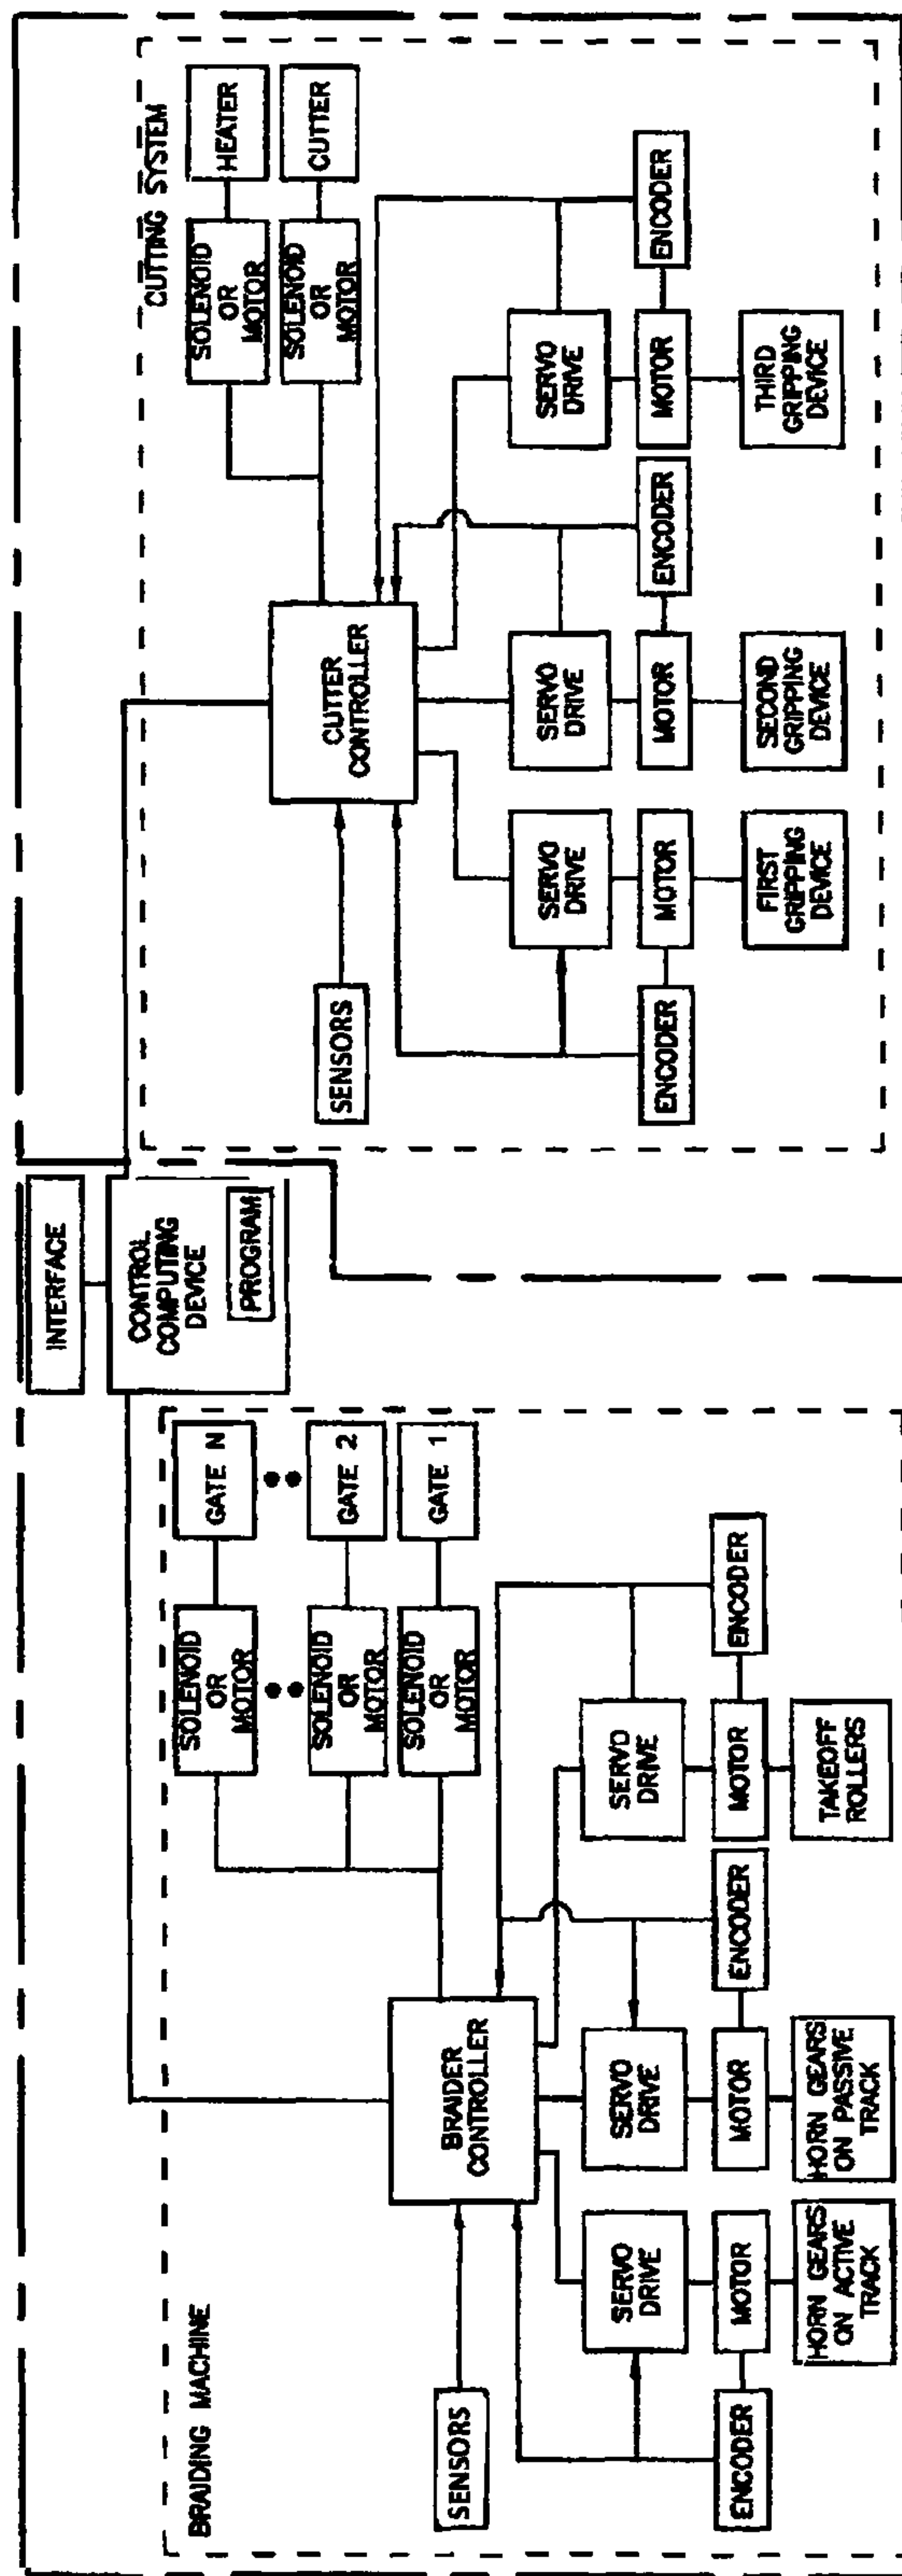 INTERFACE
CONTROL
COMPUTING
DEVICE
PROGRAM
BRAIDING MACHINE
SOLENOID
OR
MOTOR
GATE N
SOLENOID
OR
MOTOR
GATE 2
SOLENOID
OR
MOTOR
GATE 1
SENSORS
BRAIDER
CONTROLLER
SERVO
DRIVE
SERVO
DRIVE
SERVO
DRIVE
ENCODER
MOTOR
MOTOR
ENCODER
MOTOR
ENCODER
HORN GEARS
ON ACTIVE
TRACK
HORN GEARS
ON PASSIVE
TRACK
TAKEOFF
ROLLERS
CUTTING SYSTEM
SOLENOID
OR
MOTOR
HEATER
SOLENOID
OR
MOTOR
CUTTER
SENSORS
CUTTER
CONTROLLER
SERVO
DRIVE
SERVO
DRIVE
SERVO
DRIVE
ENCODER
MOTOR
MOTOR
ENCODER
MOTOR
ENCODER
FIRST
GRIPPING
DEVICE
SECOND
GRIPPING
DEVICE
THIRD
GRIPPING
DEVICE